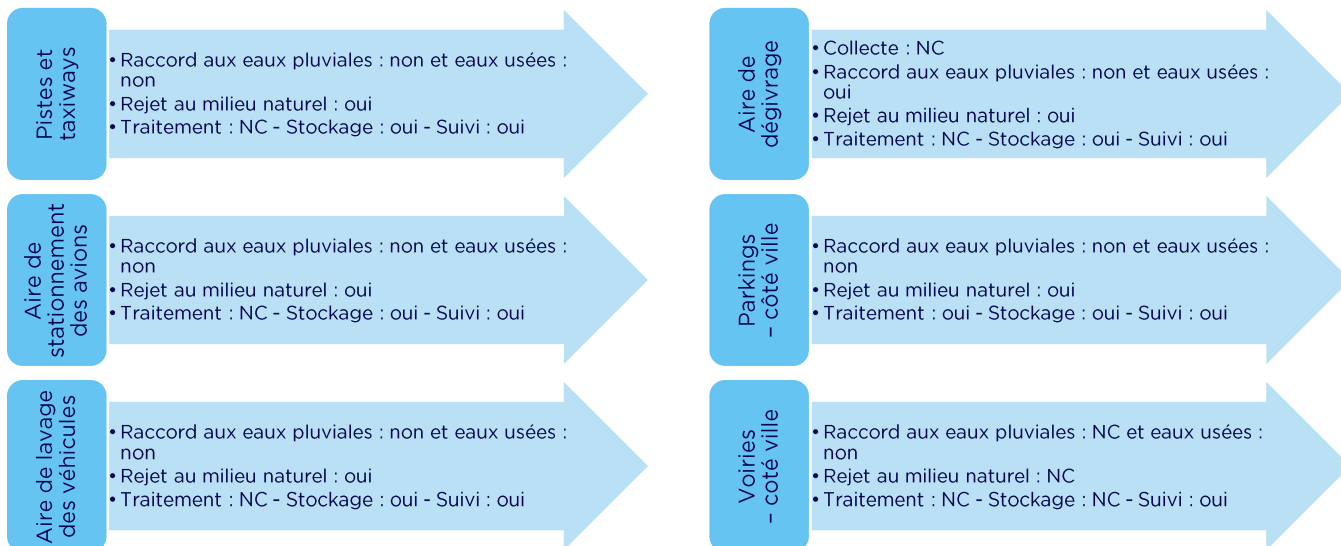 Pistes et
taxiways
• Raccord aux eaux pluviales : non et eaux usées :
non
• Rejet au milieu naturel : oui
• Traitement : NC - Stockage : oui - Suivi : oui
Aire de
dégivrage
• Collecte : NC
• Raccord aux eaux pluviales : non et eaux usées :
oui
• Rejet au milieu naturel : oui
• Traitement : NC - Stockage : oui - Suivi : oui
Aire de
stationnement
des avions
• Raccord aux eaux pluviales : non et eaux usées :
non
• Rejet au milieu naturel : oui
• Traitement : NC - Stockage : oui - Suivi : oui
Parkings
– côté ville
• Raccord aux eaux pluviales : non et eaux usées :
non
• Rejet au milieu naturel : oui
• Traitement : oui - Stockage : oui - Suivi : oui
Aire de lavage
des véhicules
• Raccord aux eaux pluviales : non et eaux usées :
non
• Rejet au milieu naturel : oui
• Traitement : NC - Stockage : oui - Suivi : oui
Voiries
– coté ville
• Raccord aux eaux pluviales : NC et eaux usées :
non
• Rejet au milieu naturel : NC
• Traitement : NC - Stockage : NC - Suivi : oui